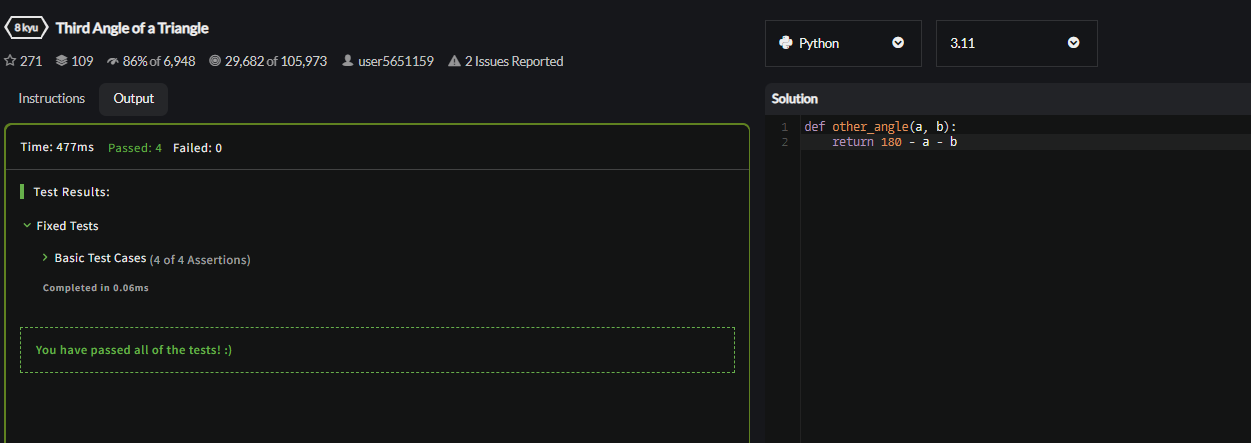 8 kyu Third Angle of a Triangle
271 109 86% of 6,948 29,682 of 105,973 user5651159 2 Issues Reported
Instructions Output
Time: 477ms Passed: 4 Failed: 0
Test Results:
Fixed Tests
Basic Test Cases (4 of 4 Assertions)
Completed in 0.06ms
You have passed all of the tests! :)
Python 3.11
Solution
1 def other_angle(a, b):
2     return 180 - a - b